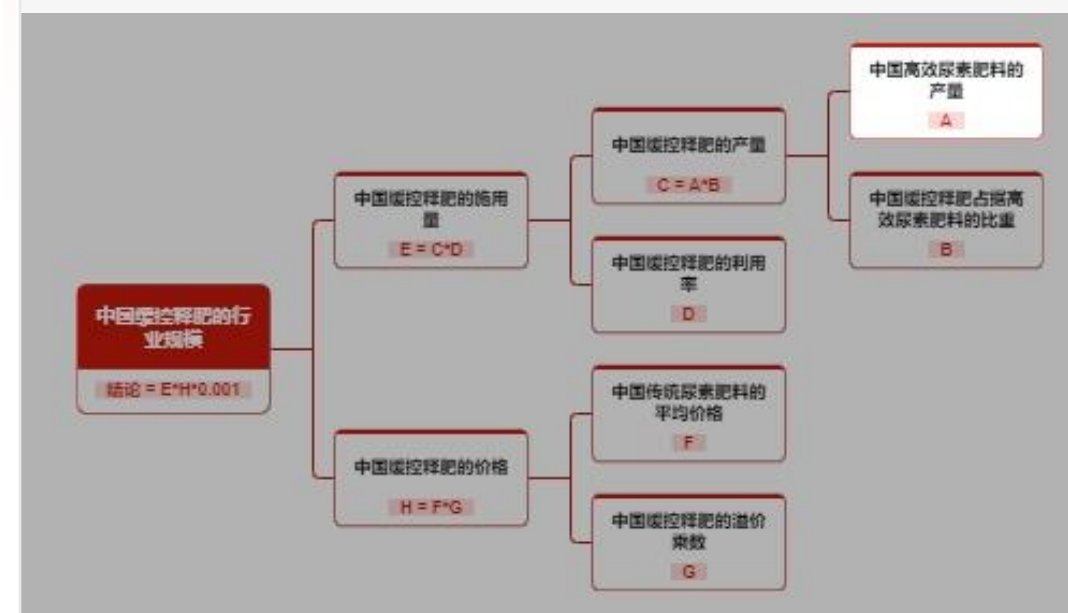 中国高效尿素肥料的
产量
A
中国缓控释肥的产量
C = A*B
中国缓控释肥的施用
量
E = C*D
中国缓控释肥占据高
效尿素肥料的比重
B
中国缓控释肥的利用
率
D
中国缓控释肥的行
业规模
结论 = E*H*0.001
中国传统尿素肥料的
平均价格
F
中国缓控释肥的价格
H = F*G
中国缓控释肥的溢价
乘数
G